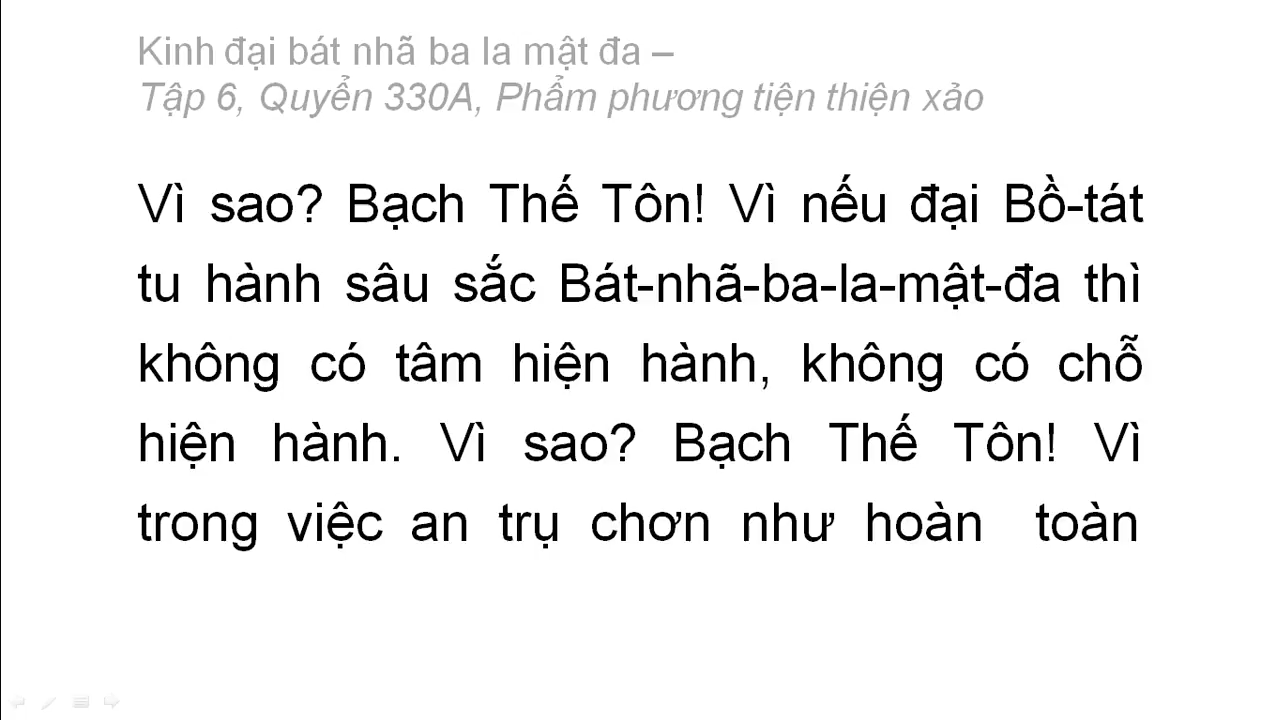 Kinh đại bát nhã ba la mật đa –
Tập 6, Quyển 330A, Phẩm phương tiện thiện xảo
Vì sao? Bạch Thế Tôn! Vì nếu đại Bồ-tát
tu hành sâu sắc Bát-nhã-ba-la-mật-đa thì
không có tâm hiện hành, không có chỗ
hiện hành. Vì sao? Bạch Thế Tôn! Vì
trong việc an trụ chơn như hoàn toàn